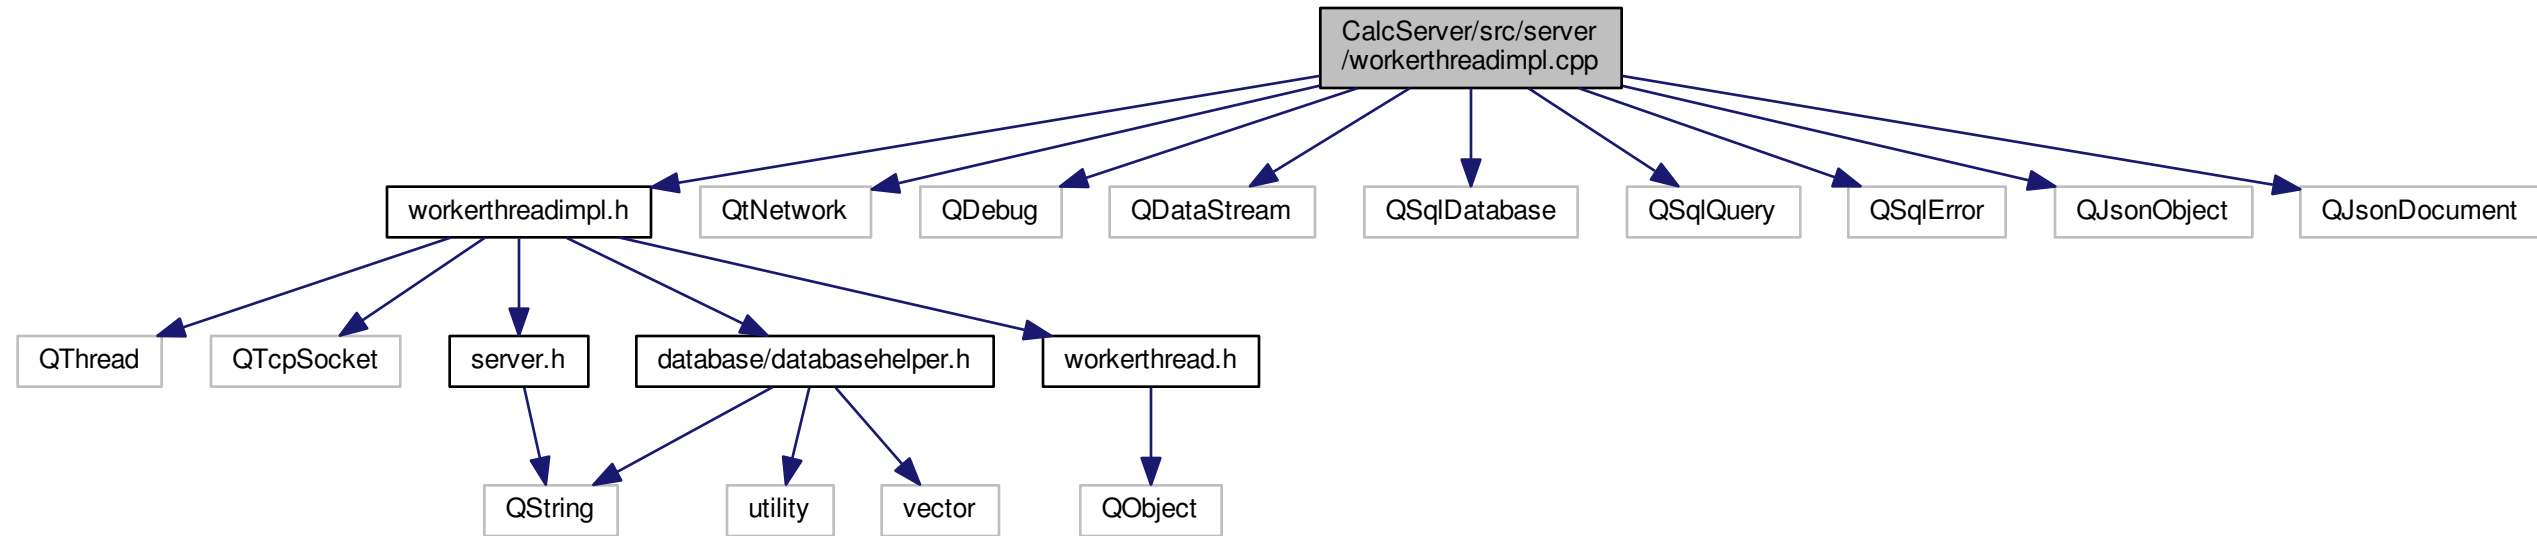 CalcServer/src/server
/workerthreadimpl.cpp
workerthreadimpl.h
QtNetwork
QDebug
QDataStream
QSqlDatabase
QSqlQuery
QSqlError
QJsonObject
QJsonDocument
QThread
QTcpSocket
server.h
database/databasehelper.h
workerthread.h
QString
utility
vector
QObject